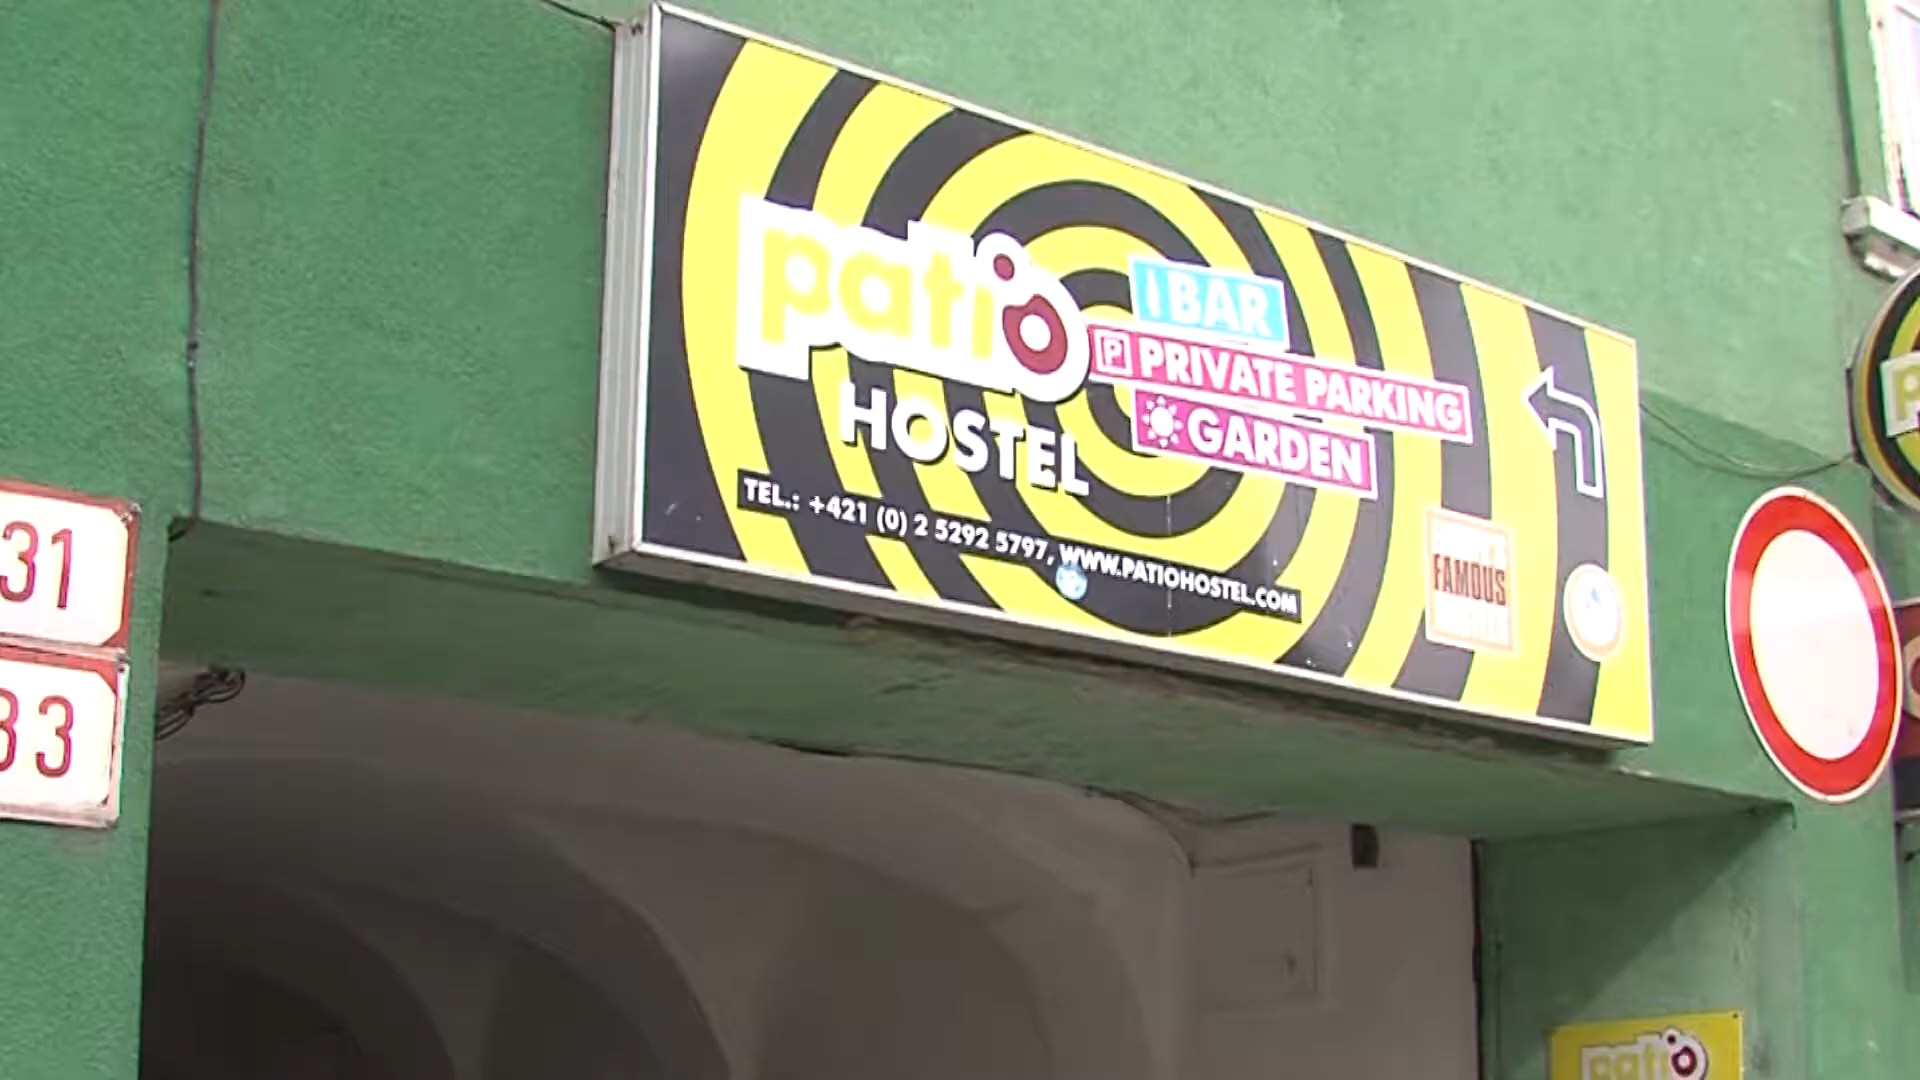 patio
HOSTEL
BAR
P PRIVATE PARKING
GARDEN
TEL.: +421 (0) 2 5292 5797, WWW.PATIOHOSTEL.COM
FAMOUS
31
33
patio